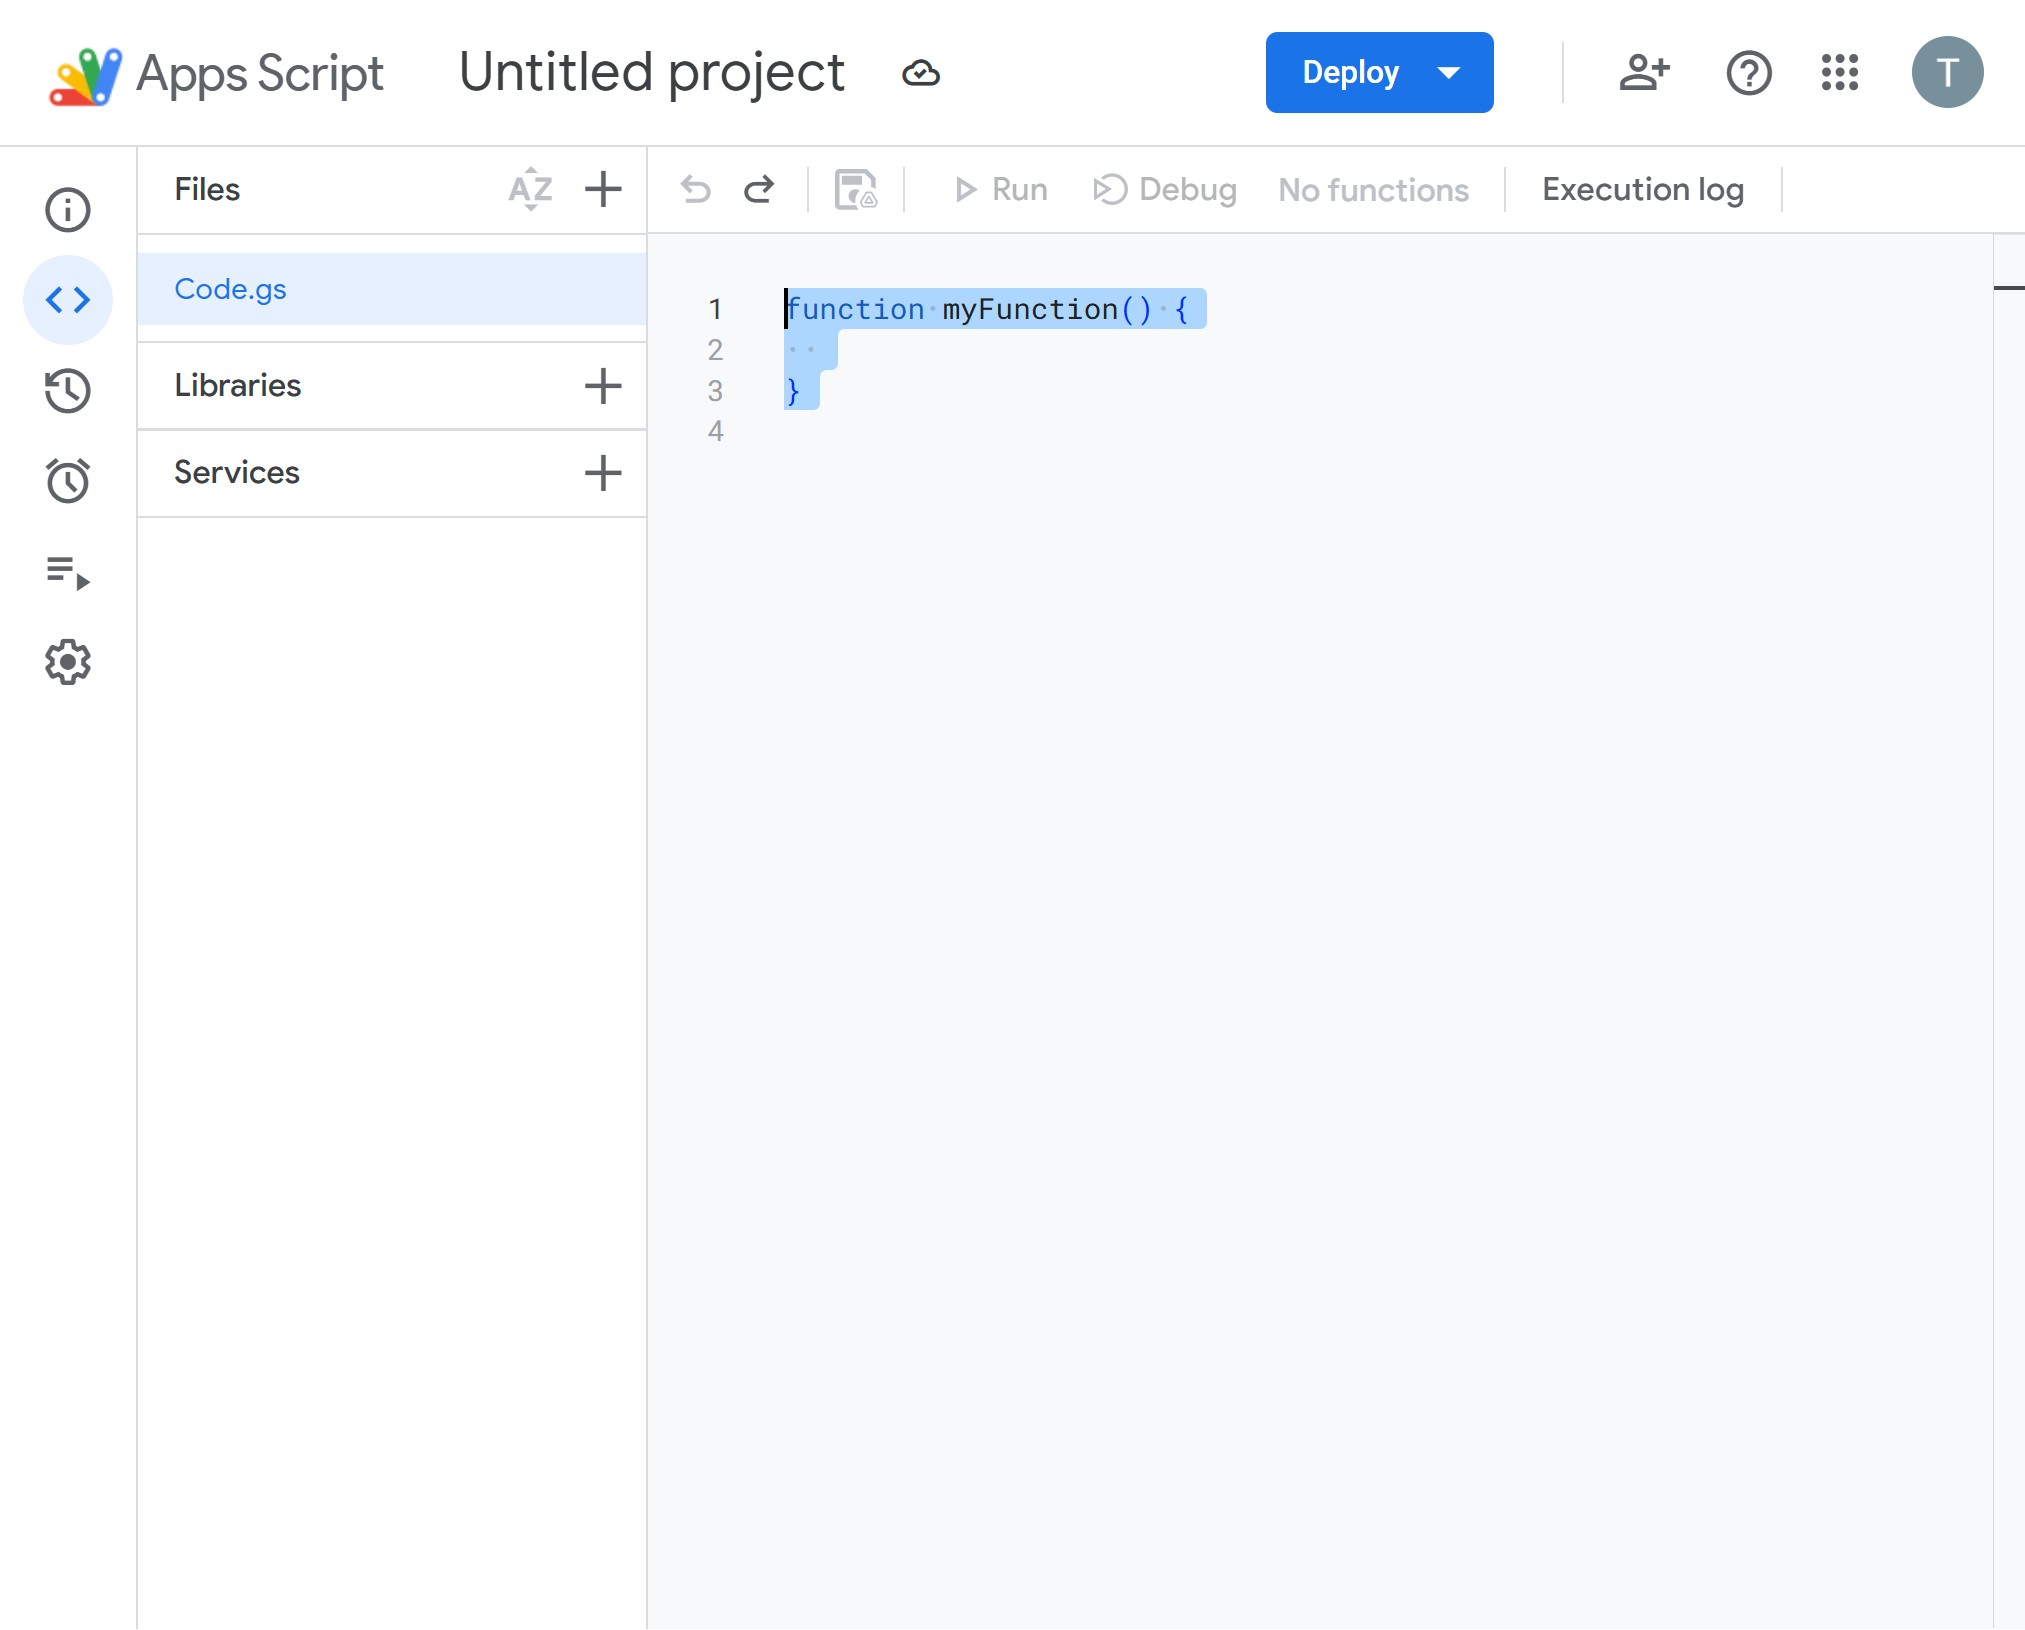 Apps Script Untitled project Deploy T
Files AZ Run Debug No functions Execution log
Code.gs
Libraries
Services
1 function myFunction() {
2
3 }
4